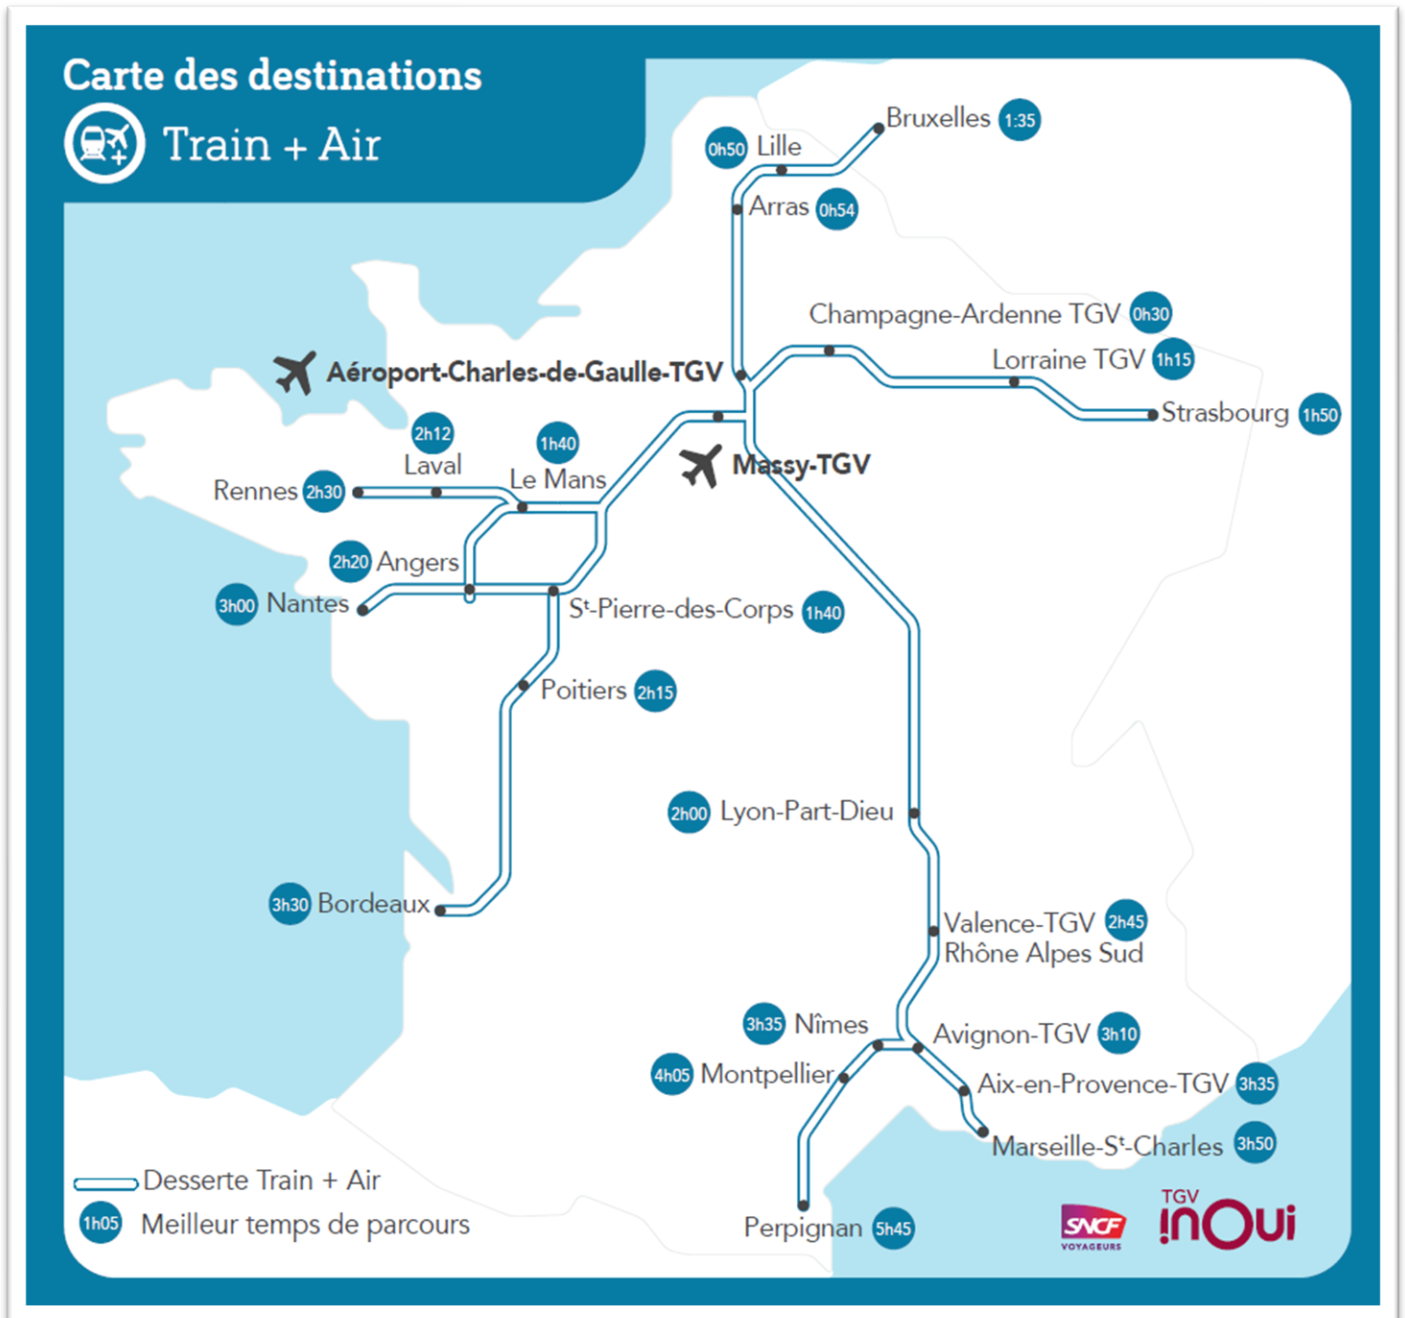 Carte des destinations
Train + Air
Bruxelles 1:35
0h50 Lille
Arras 0h54
Champagne-Ardenne TGV 0h30
Lorraine TGV 1h15
Aéroport-Charles-de-Gaulle-TGV
Strasbourg 1h50
2h12
Laval
1h40
Le Mans
Massy-TGV
Rennes 2h30
2h20 Angers
3h00 Nantes
Sᵗ-Pierre-des-Corps 1h40
Poitiers 2h15
2h00 Lyon-Part-Dieu
3h30 Bordeaux
Valence-TGV 2h45
Rhône Alpes Sud
3h35 Nîmes
Avignon-TGV 3h10
4h05 Montpellier
Aix-en-Provence-TGV 3h35
Marseille-Sᵗ-Charles 3h50
Desserte Train + Air
1h05 Meilleur temps de parcours
Perpignan 5h45
SNCF
VOYAGEURS
TGV
inOui